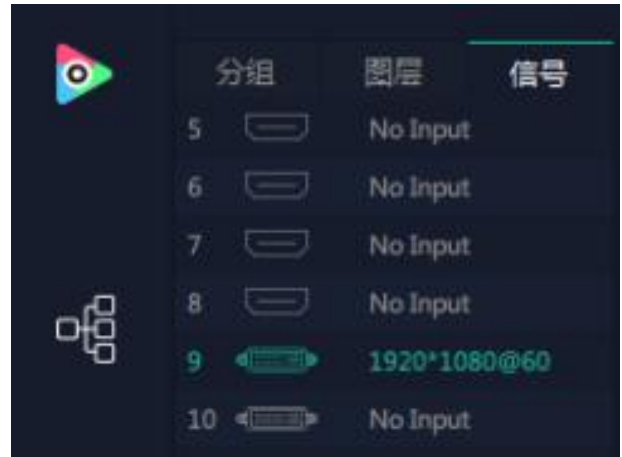 分组 图层 信号
5 No Input
6 No Input
7 No Input
8 No Input
9 1920*1080@60
10 No Input